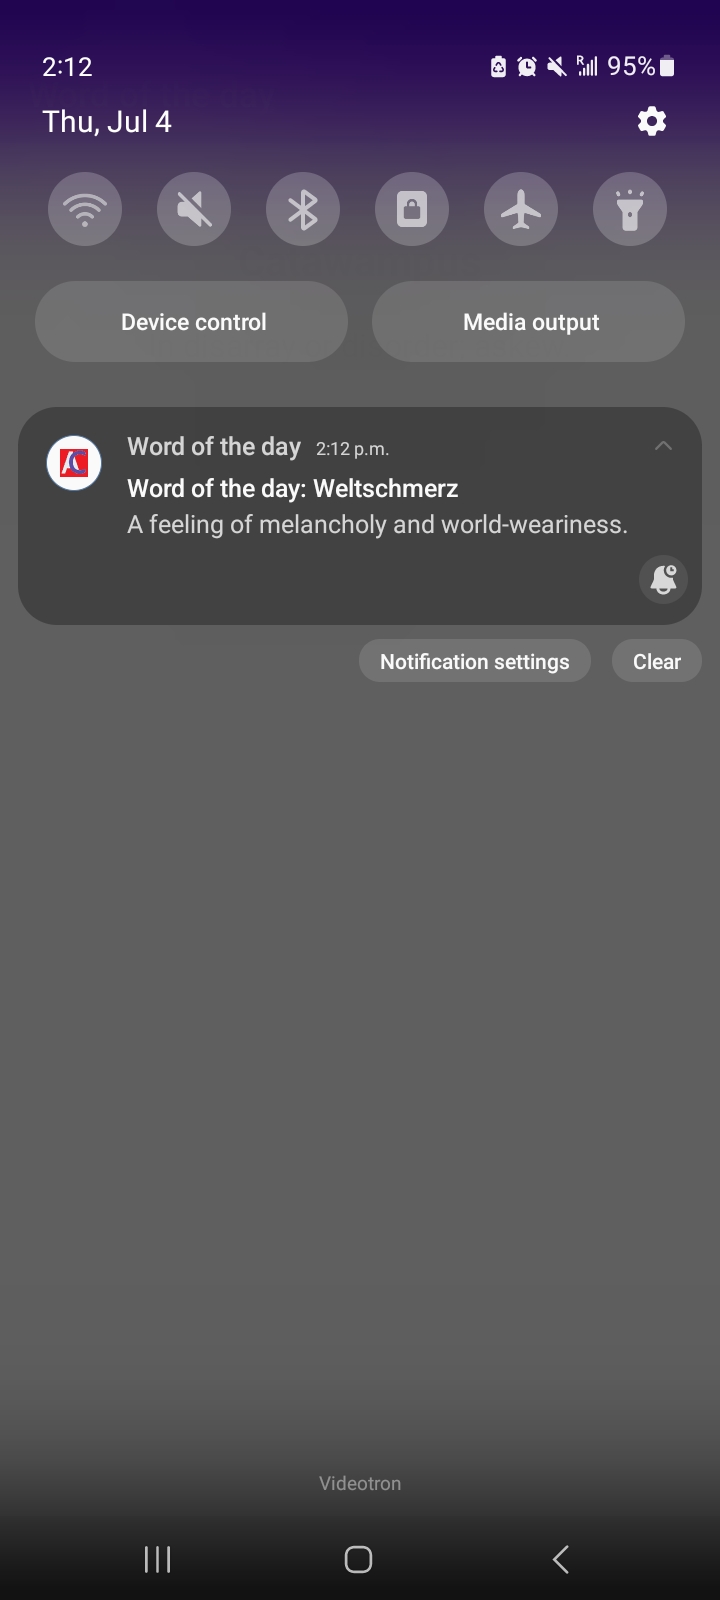 2:12
R
95%
Thu, Jul 4
Device control
Media output
AC
Word of the day 2:12 p.m.
Word of the day: Weltschmerz
A feeling of melancholy and world-weariness.
Notification settings
Clear
Videotron